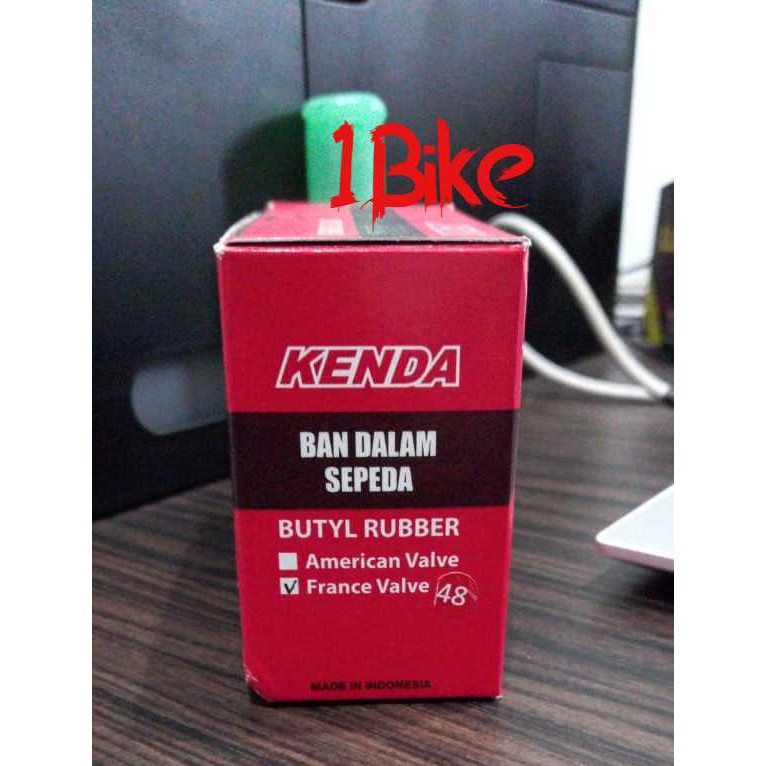 1Bike
KENDA
BAN DALAM
SEPEDA
BUTYL RUBBER
American Valve
France Valve 48
MADE IN INDONESIA